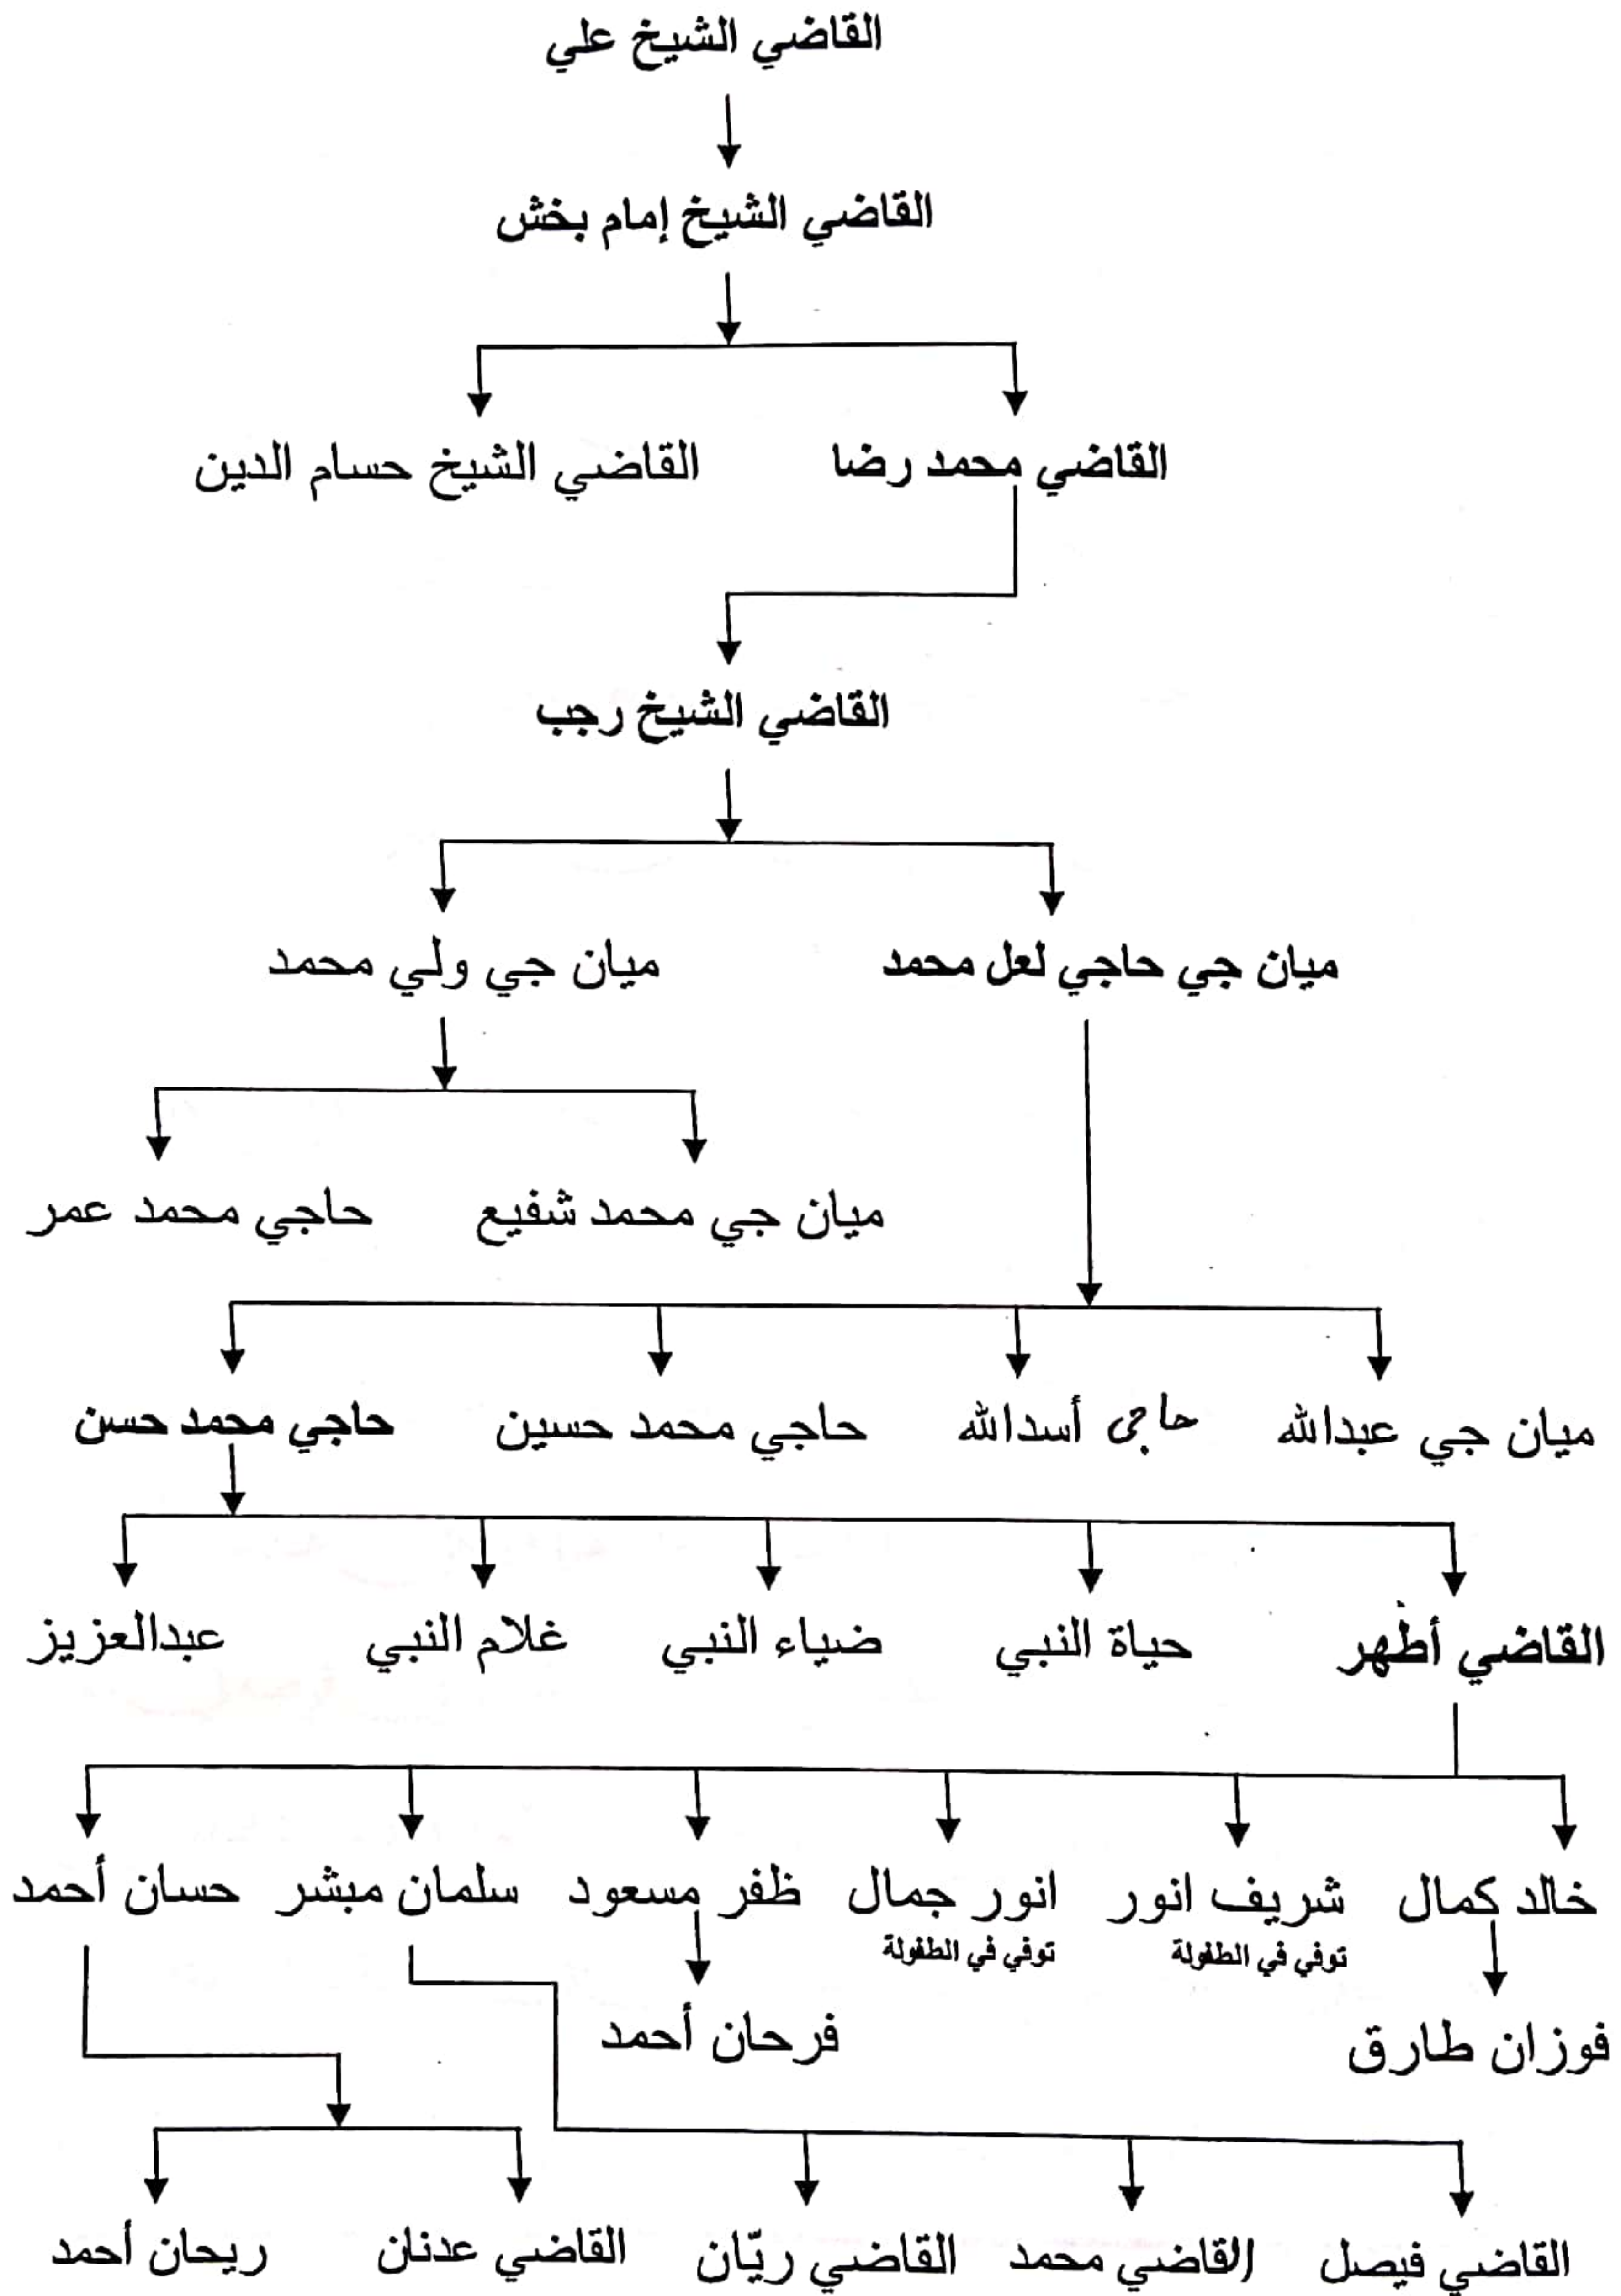 القاضي الشيخ علي
القاضي الشيخ إمام بخش
القاضي محمد رضا
القاضي الشيخ حسام الدين
القاضي الشيخ رجب
ميان جي حاجي لعل محمد
ميان جي ولي محمد
ميان جي محمد شفيع
حاجي محمد عمر
ميان جي عبدالله
حاجي أسدالله
حاجي محمد حسين
حاجي محمد حسن
القاضي أطهر
حياة النبي
ضياء النبي
غلام النبي
عبدالعزيز
خالد كمال
شريف انور
انور جمال
ظفر مسعود
سلمان مبشر
حسان أحمد
توفي في الطفولة
توفي في الطفولة
فوزان طارق
فرحان أحمد
القاضي فيصل
القاضي محمد
القاضي ريّان
القاضي عدنان
ريحان أحمد